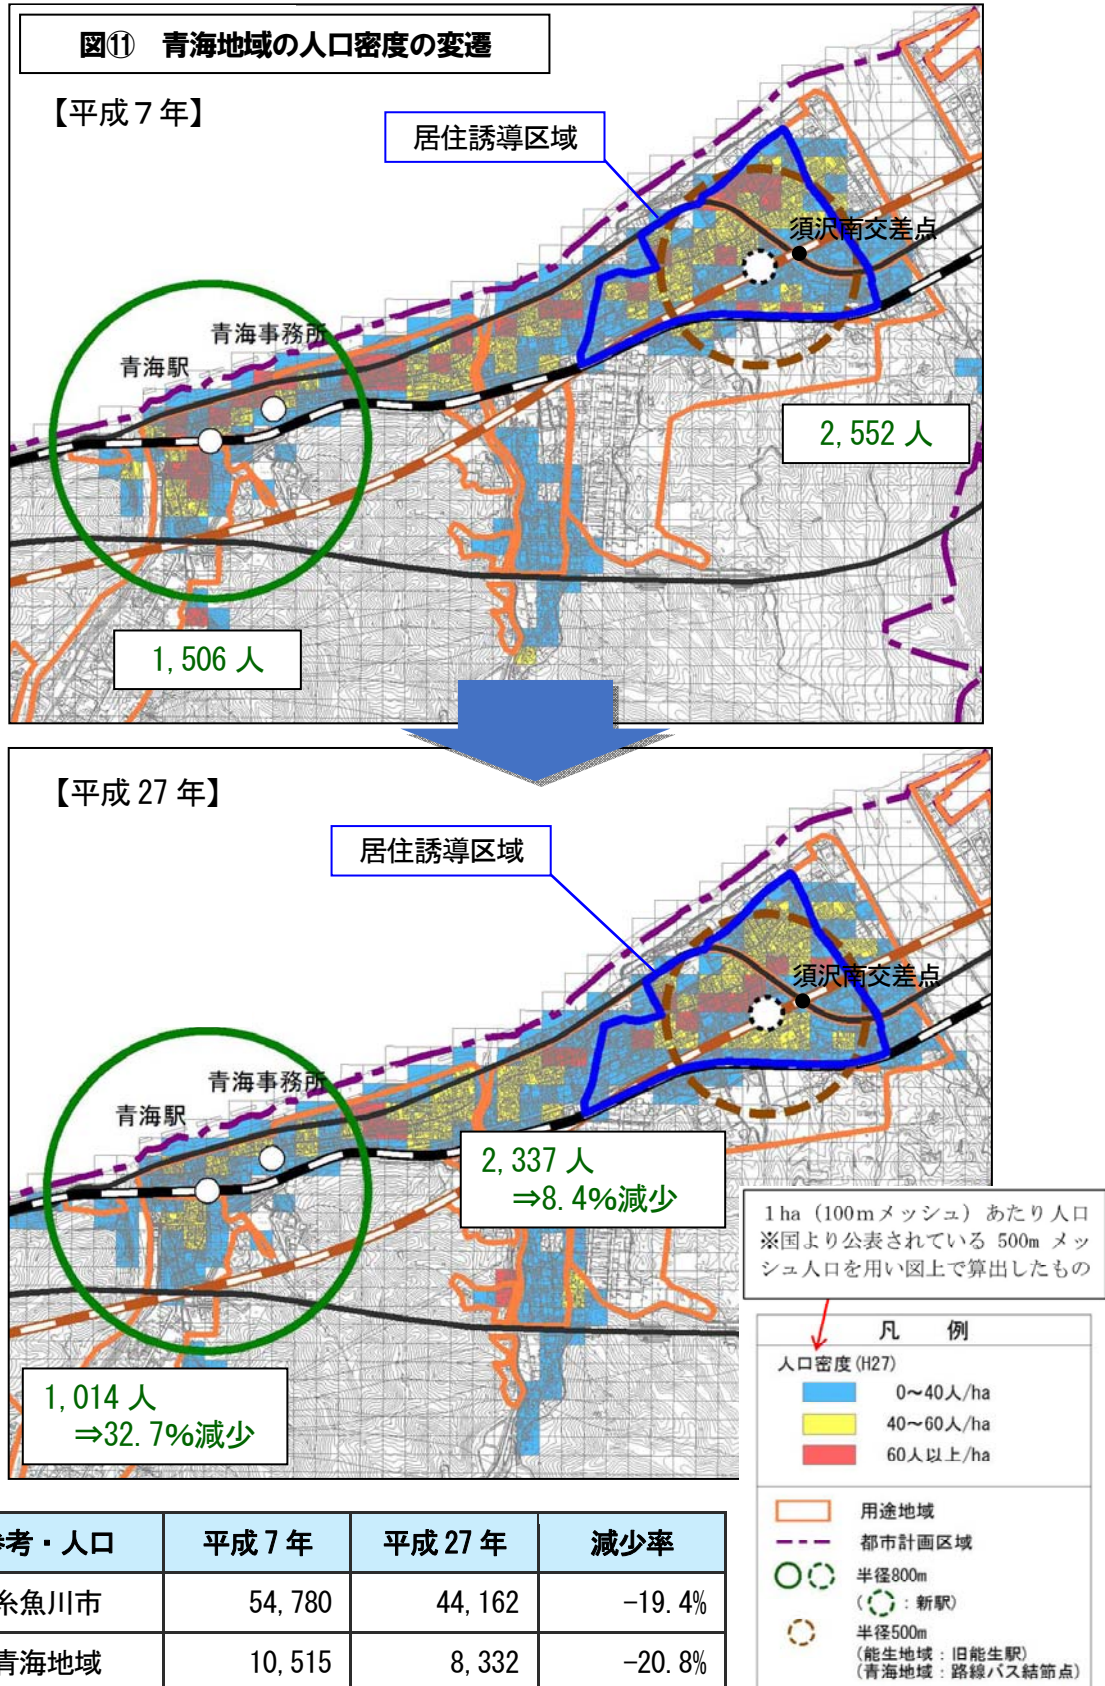 図⑪ 青海地域の人口密度の変遷
【平成７年】
居住誘導区域
須沢南交差点
青海事務所
青海駅
2,552 人
1,506 人
【平成 27 年】
居住誘導区域
須沢南交差点
青海事務所
青海駅
2,337 人
⇒8.4%減少
1ha（100mメッシュ）あたり人口
※国より公表されている 500m メッ
シュ人口を用い図上で算出したもの
1,014 人
⇒32.7%減少
凡 例
人口密度(H27)
0～40人/ha
40～60人/ha
60人以上/ha
用途地域
都市計画区域
半径800m
( ：新駅)
半径500m
(能生地域：旧能生駅)
(青海地域：路線バス結節点)
参考・人口 平成７年 平成 27 年 減少率
糸魚川市 54,780 44,162 −19.4%
青海地域 10,515 8,332 −20.8%